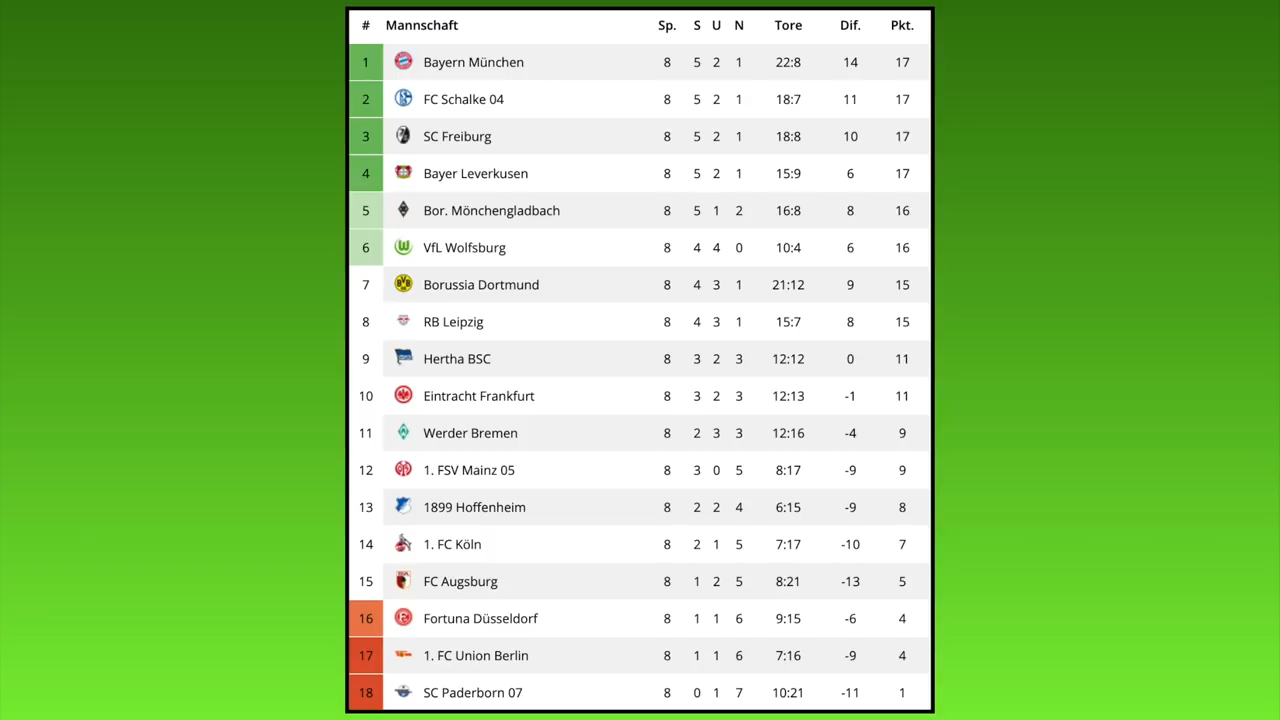 # Mannschaft Sp. S U N Tore Dif. Pkt.
1 Bayern München 8 5 2 1 22:8 14 17
2 FC Schalke 04 8 5 2 1 18:7 11 17
3 SC Freiburg 8 5 2 1 18:8 10 17
4 Bayer Leverkusen 8 5 2 1 15:9 6 17
5 Bor. Mönchengladbach 8 5 1 2 16:8 8 16
6 VfL Wolfsburg 8 4 4 0 10:4 6 16
7 Borussia Dortmund 8 4 3 1 21:12 9 15
8 RB Leipzig 8 4 3 1 15:7 8 15
9 Hertha BSC 8 3 2 3 12:12 0 11
10 Eintracht Frankfurt 8 3 2 3 12:13 -1 11
11 Werder Bremen 8 2 3 3 12:16 -4 9
12 1. FSV Mainz 05 8 3 0 5 8:17 -9 9
13 1899 Hoffenheim 8 2 2 4 6:15 -9 8
14 1. FC Köln 8 2 1 5 7:17 -10 7
15 FC Augsburg 8 1 2 5 8:21 -13 5
16 Fortuna Düsseldorf 8 1 1 6 9:15 -6 4
17 1. FC Union Berlin 8 1 1 6 7:16 -9 4
18 SC Paderborn 07 8 0 1 7 10:21 -11 1